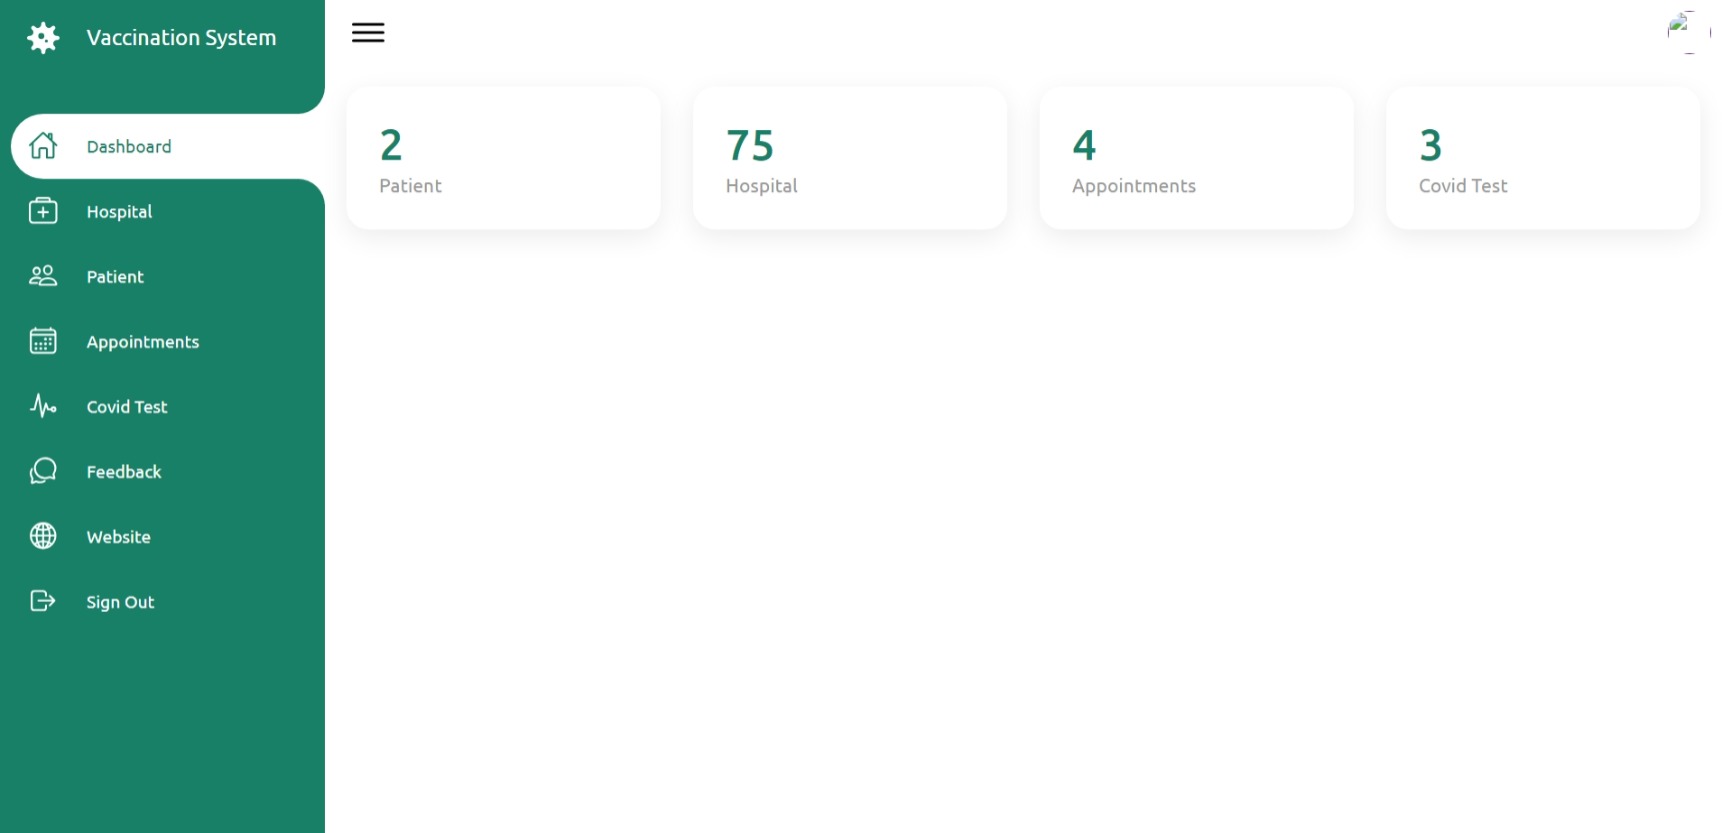 Vaccination System
Dashboard
Hospital
Patient
Appointments
Covid Test
Feedback
Website
Sign Out
2
Patient
75
Hospital
4
Appointments
3
Covid Test